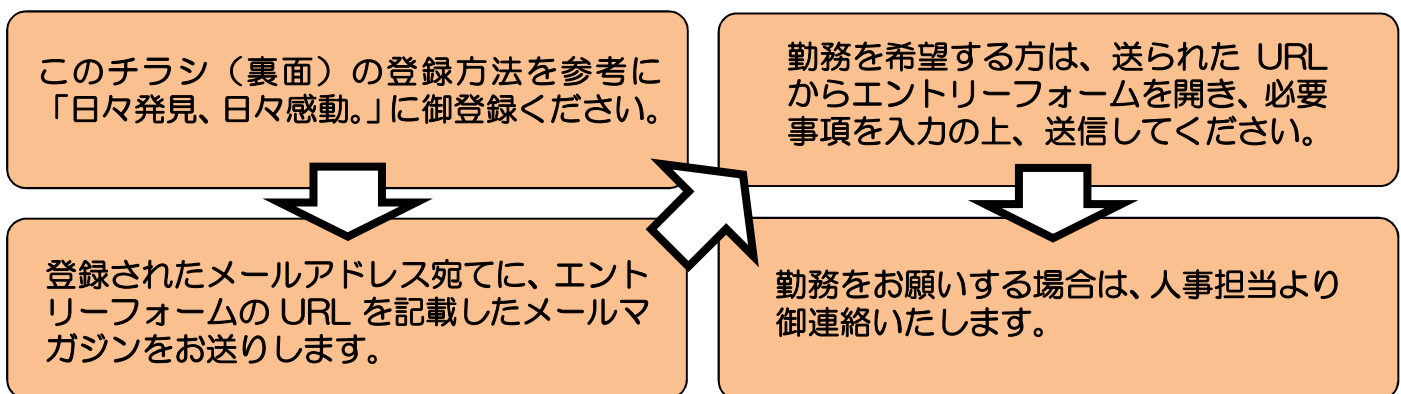 このチラシ（裏面）の登録方法を参考に
「日々発見、日々感動。」に御登録ください。
登録されたメールアドレス宛てに、エント
リーフォームの URL を記載したメールマ
ガジンをお送りします。
勤務を希望する方は、送られた URL
からエントリーフォームを開き、必要
事項を入力の上、送信してください。
勤務をお願いする場合は、人事担当より
御連絡いたします。